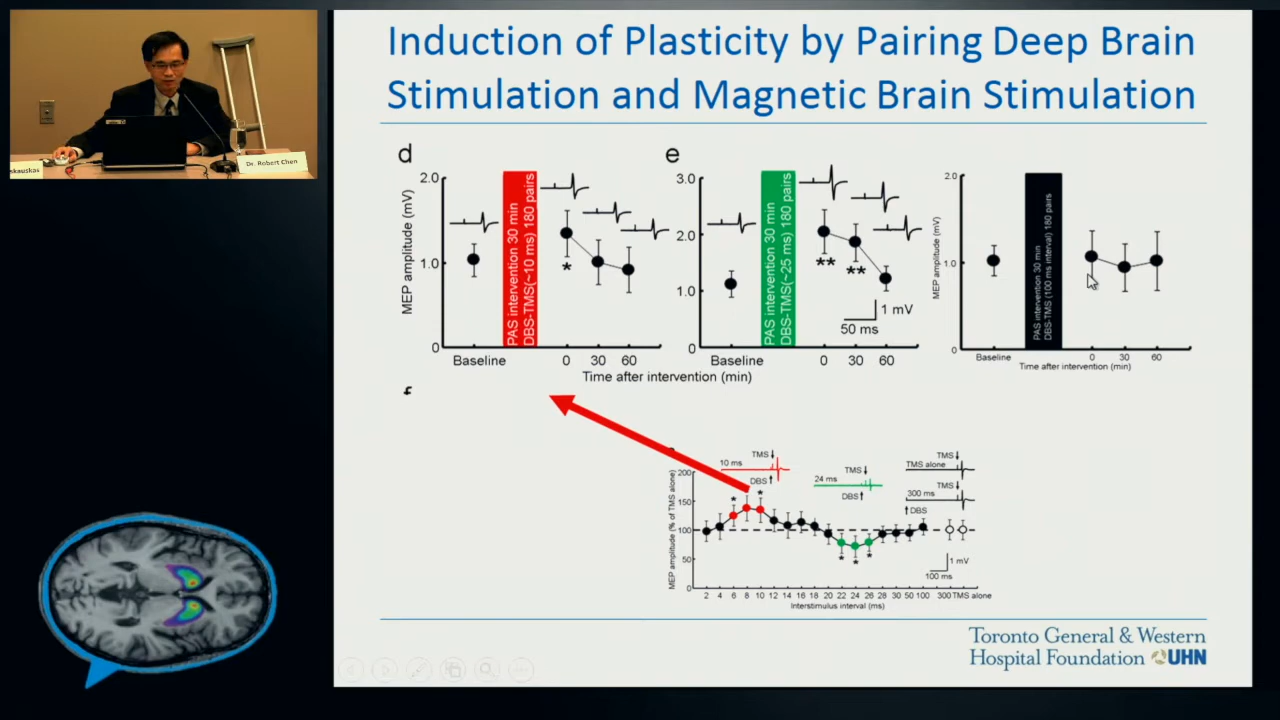 Induction of Plasticity by Pairing Deep Brain
Stimulation and Magnetic Brain Stimulation
skauskas
Dr. Robert Chen
d
MEP amplitude (mV)
2.0
1.0
0
PAS intervention 30 min
DBS-TMS(~10 ms) 180 pairs
*
Baseline
0 30 60
e
3.0
2.0
1.0
0
PAS intervention 30 min
DBS-TMS(~25 ms) 180 pairs
** **
1 mV
50 ms
Baseline
0 30 60
Time after intervention (min)
MEP amplitude (mV)
2.0
1.0
0
PAS intervention 30 min
DBS-TMS (100 ms interval) 180 pairs
Baseline
0 30 60
Time after intervention (min)
MEP amplitude (% of TMS alone)
200
150
100
50
0
10 ms
TMS↓
DBS↑
* * 
24 ms
TMS↓
DBS↑
* * *
TMS↓
TMS alone
TMS↓
300 ms
↑DBS
1 mV
100 ms
2 4 6 8 10 12 14 16 18 20 22 24 26 28 30 50 100 300 TMS alone
Interstimulus interval (ms)
Toronto General & Western
Hospital Foundation UHN